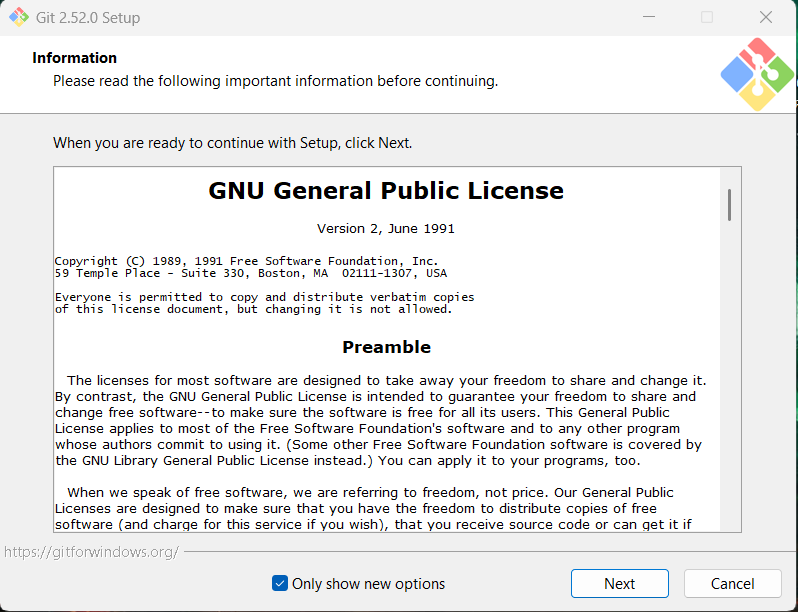 Git 2.52.0 Setup
Information
Please read the following important information before continuing.
When you are ready to continue with Setup, click Next.
GNU General Public License
Version 2, June 1991
Copyright (C) 1989, 1991 Free Software Foundation, Inc.
59 Temple Place - Suite 330, Boston, MA  02111-1307, USA
Everyone is permitted to copy and distribute verbatim copies
of this license document, but changing it is not allowed.
Preamble
The licenses for most software are designed to take away your freedom to share and change it.
By contrast, the GNU General Public License is intended to guarantee your freedom to share and
change free software--to make sure the software is free for all its users. This General Public
License applies to most of the Free Software Foundation's software and to any other program
whose authors commit to using it. (Some other Free Software Foundation software is covered by
the GNU Library General Public License instead.) You can apply it to your programs, too.
When we speak of free software, we are referring to freedom, not price. Our General Public
Licenses are designed to make sure that you have the freedom to distribute copies of free
software (and charge for this service if you wish), that you receive source code or can get it if
https://gitforwindows.org/
Only show new options
Next
Cancel